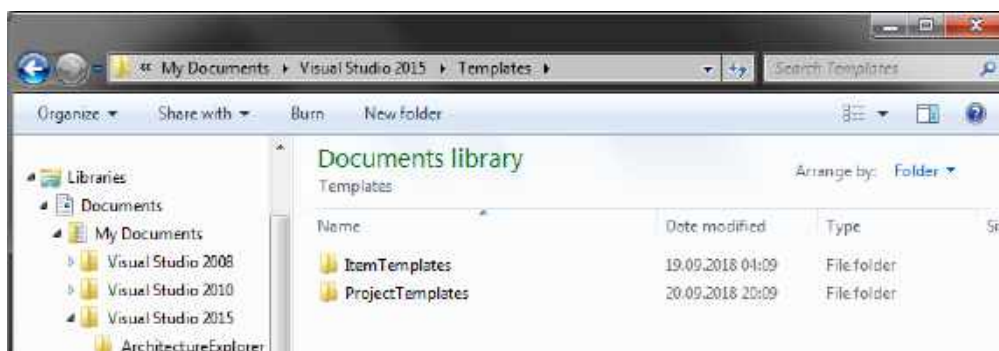 « My Documents ▸ Visual Studio 2015 ▸ Templates ▸ Search Templates
Organize Share with Burn New folder
Libraries
Documents
My Documents
Visual Studio 2008
Visual Studio 2010
Visual Studio 2015
ArchitectureExplorer
Documents library
Templates
Arrange by: Folder
Name Date modified Type
ItemTemplates 19.09.2018 04:09 File folder
ProjectTemplates 20.09.2018 20:09 File folder